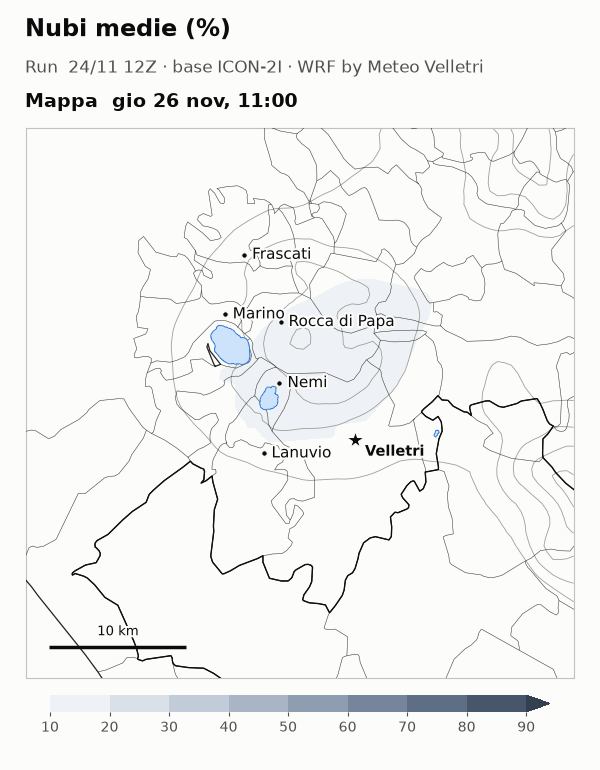 Nubi medie (%)
Run  24/11 12Z · base ICON-2I · WRF by Meteo Velletri
Mappa  gio 26 nov, 11:00
Frascati
Marino
Rocca di Papa
Nemi
Velletri
Lanuvio
10 km
10 20 30 40 50 60 70 80 90